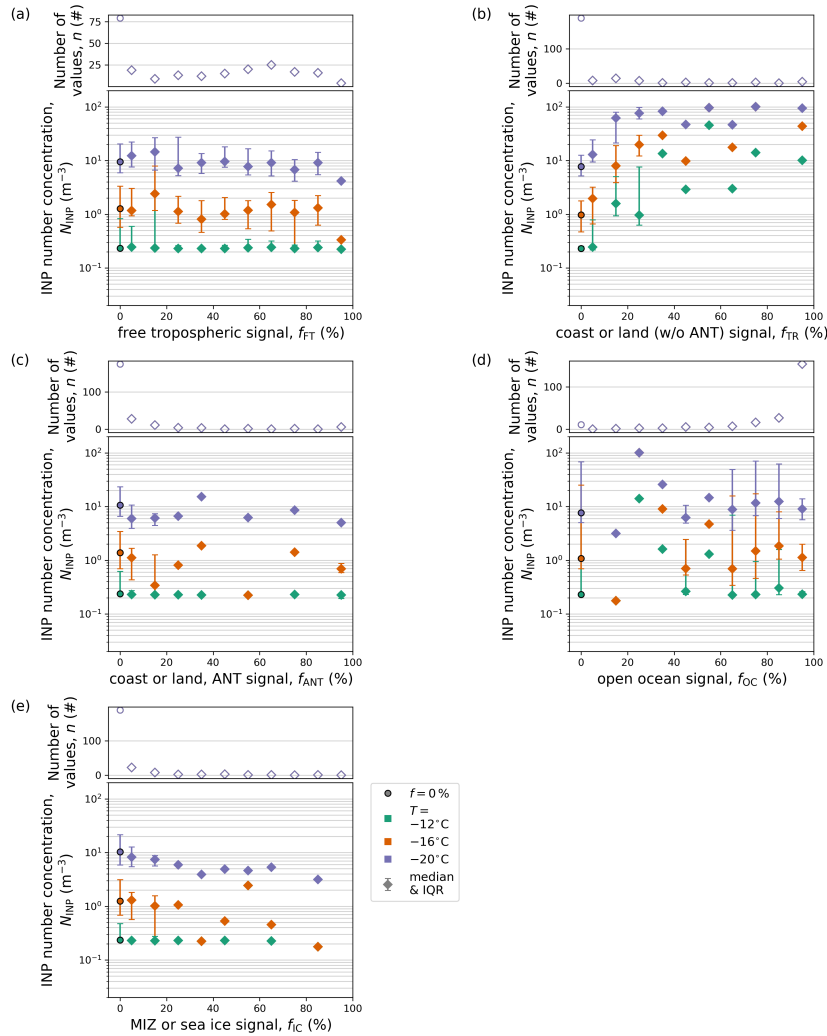 (a)
Number of
values, n (#)
75
50
25
INP number concentration,
N_INP (m⁻³)
10²
10¹
10⁰
10⁻¹
0 20 40 60 80 100
free tropospheric signal, f_FT (%)
(b)
Number of
values, n (#)
100
0
INP number concentration,
N_INP (m⁻³)
10²
10¹
10⁰
10⁻¹
0 20 40 60 80 100
coast or land (w/o ANT) signal, f_TR (%)
(c)
Number of
values, n (#)
100
0
INP number concentration,
N_INP (m⁻³)
10²
10¹
10⁰
10⁻¹
0 20 40 60 80 100
coast or land, ANT signal, f_ANT (%)
(d)
Number of
values, n (#)
100
0
INP number concentration,
N_INP (m⁻³)
10²
10¹
10⁰
10⁻¹
0 20 40 60 80 100
open ocean signal, f_OC (%)
(e)
Number of
values, n (#)
100
0
INP number concentration,
N_INP (m⁻³)
10²
10¹
10⁰
10⁻¹
0 20 40 60 80 100
MIZ or sea ice signal, f_IC (%)
f = 0 %
T =
−12°C
−16°C
−20°C
median
& IQR